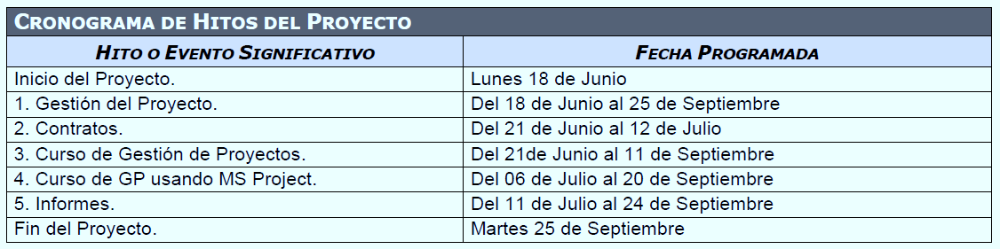 CRONOGRAMA DE HITOS DEL PROYECTO
HITO O EVENTO SIGNIFICATIVO FECHA PROGRAMADA
Inicio del Proyecto. Lunes 18 de Junio
1. Gestión del Proyecto. Del 18 de Junio al 25 de Septiembre
2. Contratos. Del 21 de Junio al 12 de Julio
3. Curso de Gestión de Proyectos. Del 21de Junio al 11 de Septiembre
4. Curso de GP usando MS Project. Del 06 de Julio al 20 de Septiembre
5. Informes. Del 11 de Julio al 24 de Septiembre
Fin del Proyecto. Martes 25 de Septiembre